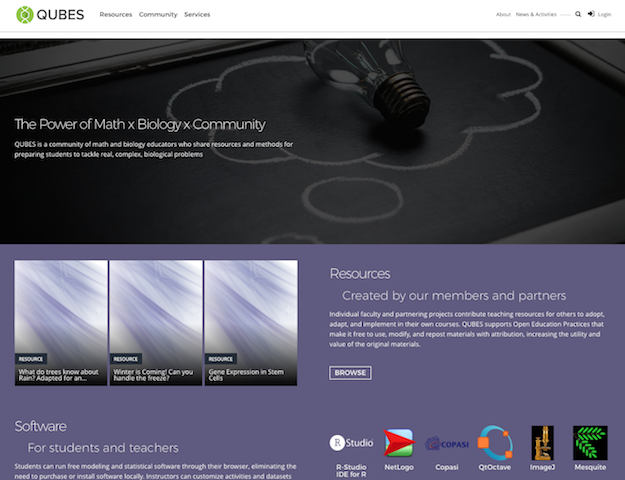 QUBES
Resources Community Services
About News & Activities Login
The Power of Math x Biology x Community
QUBES is a community of math and biology educators who share resources and methods for
preparing students to tackle real, complex, biological problems
RESOURCE
What do trees know about
Rain? Adapted for an...
RESOURCE
Winter is Coming! Can you
handle the freeze?
RESOURCE
Gene Expression in Stem
Cells
Resources
Created by our members and partners
Individual faculty and partnering projects contribute teaching resources for others to adopt,
adapt, and implement in their own courses. QUBES supports Open Education Practices that
make it free to use, modify, and repost materials with attribution, increasing the utility and
value of the original materials.
BROWSE
Software
For students and teachers
Students can run free modeling and statistical software through their browser, eliminating the
need to purchase or install software locally. Instructors can customize activities and datasets
R Studio
R-Studio
IDE for R
NetLogo
COPASI
Copasi
QtOctave
ImageJ
Mesquite